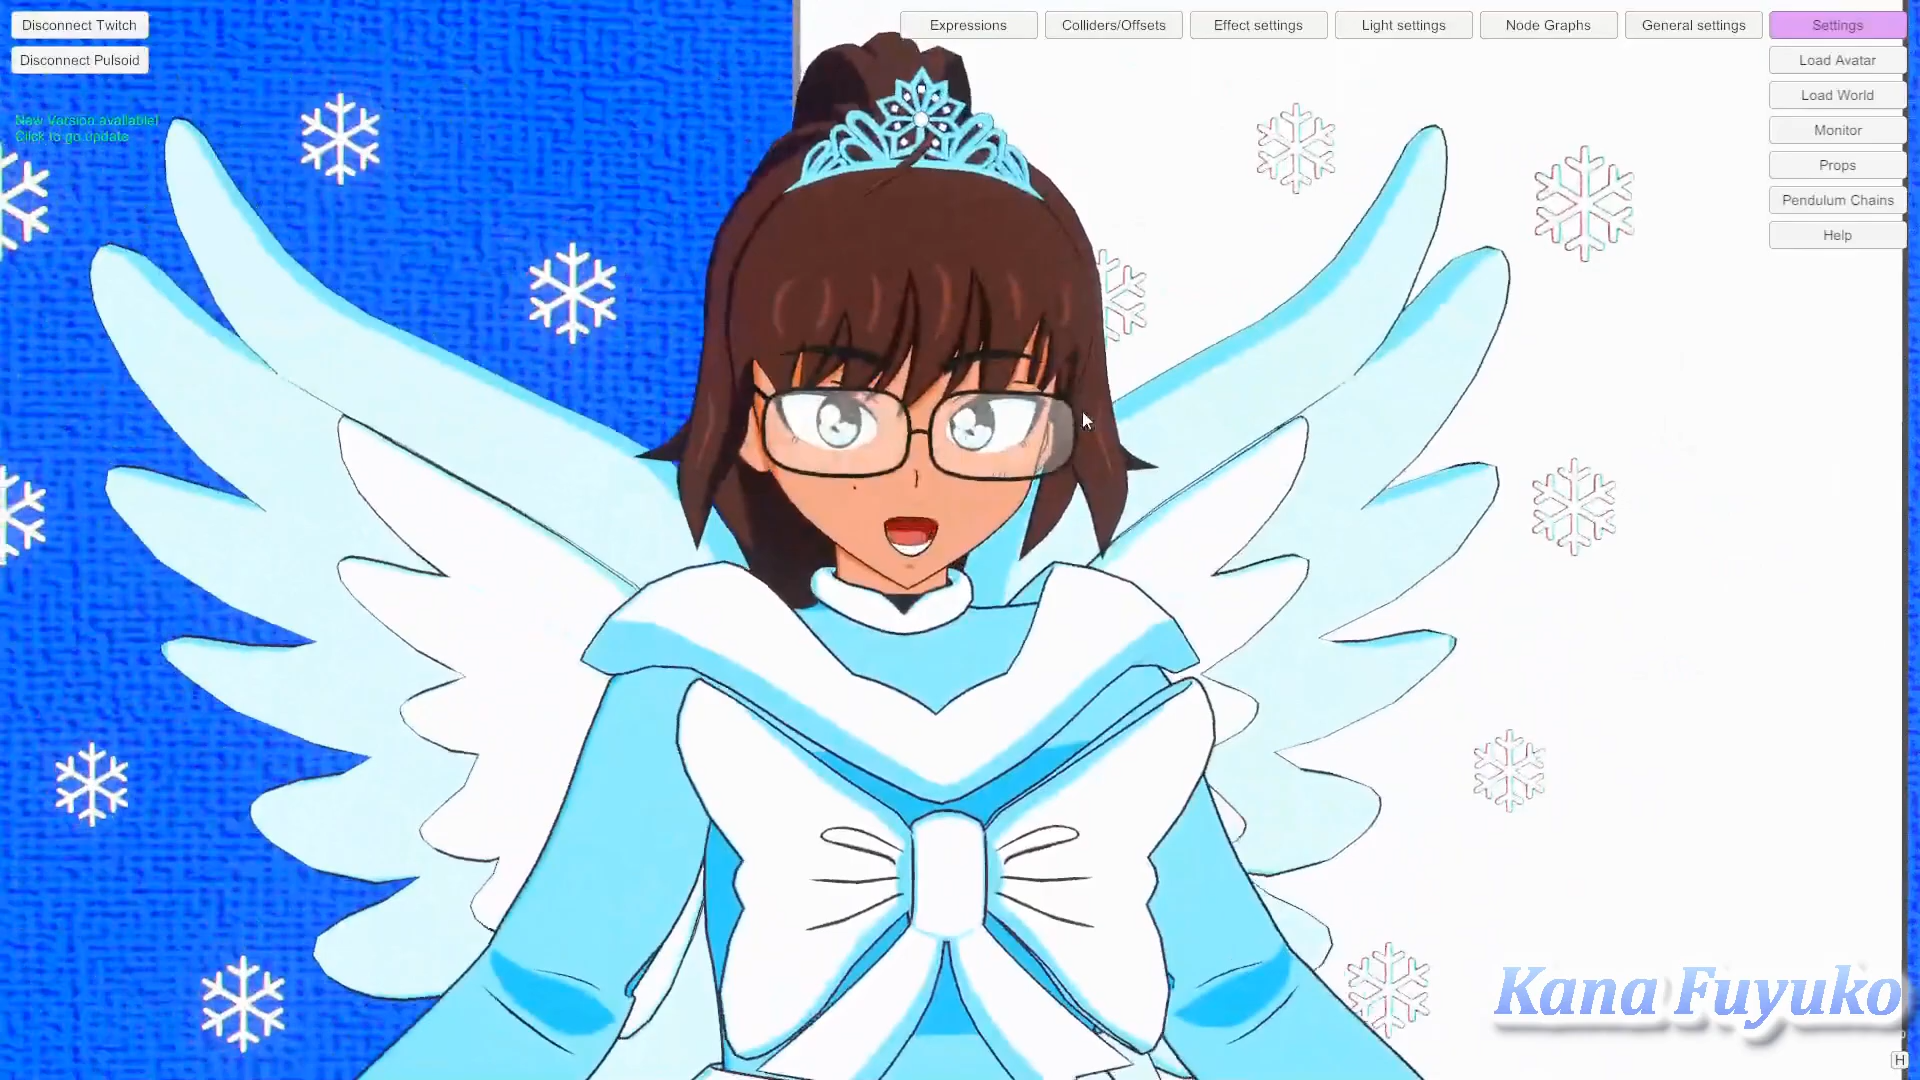 Disconnect Twitch
Disconnect Pulsoid
New Version available!
Click to go update
Expressions
Colliders/Offsets
Effect settings
Light settings
Node Graphs
General settings
Settings
Load Avatar
Load World
Monitor
Props
Pendulum Chains
Help
Kana Fuyuko
H